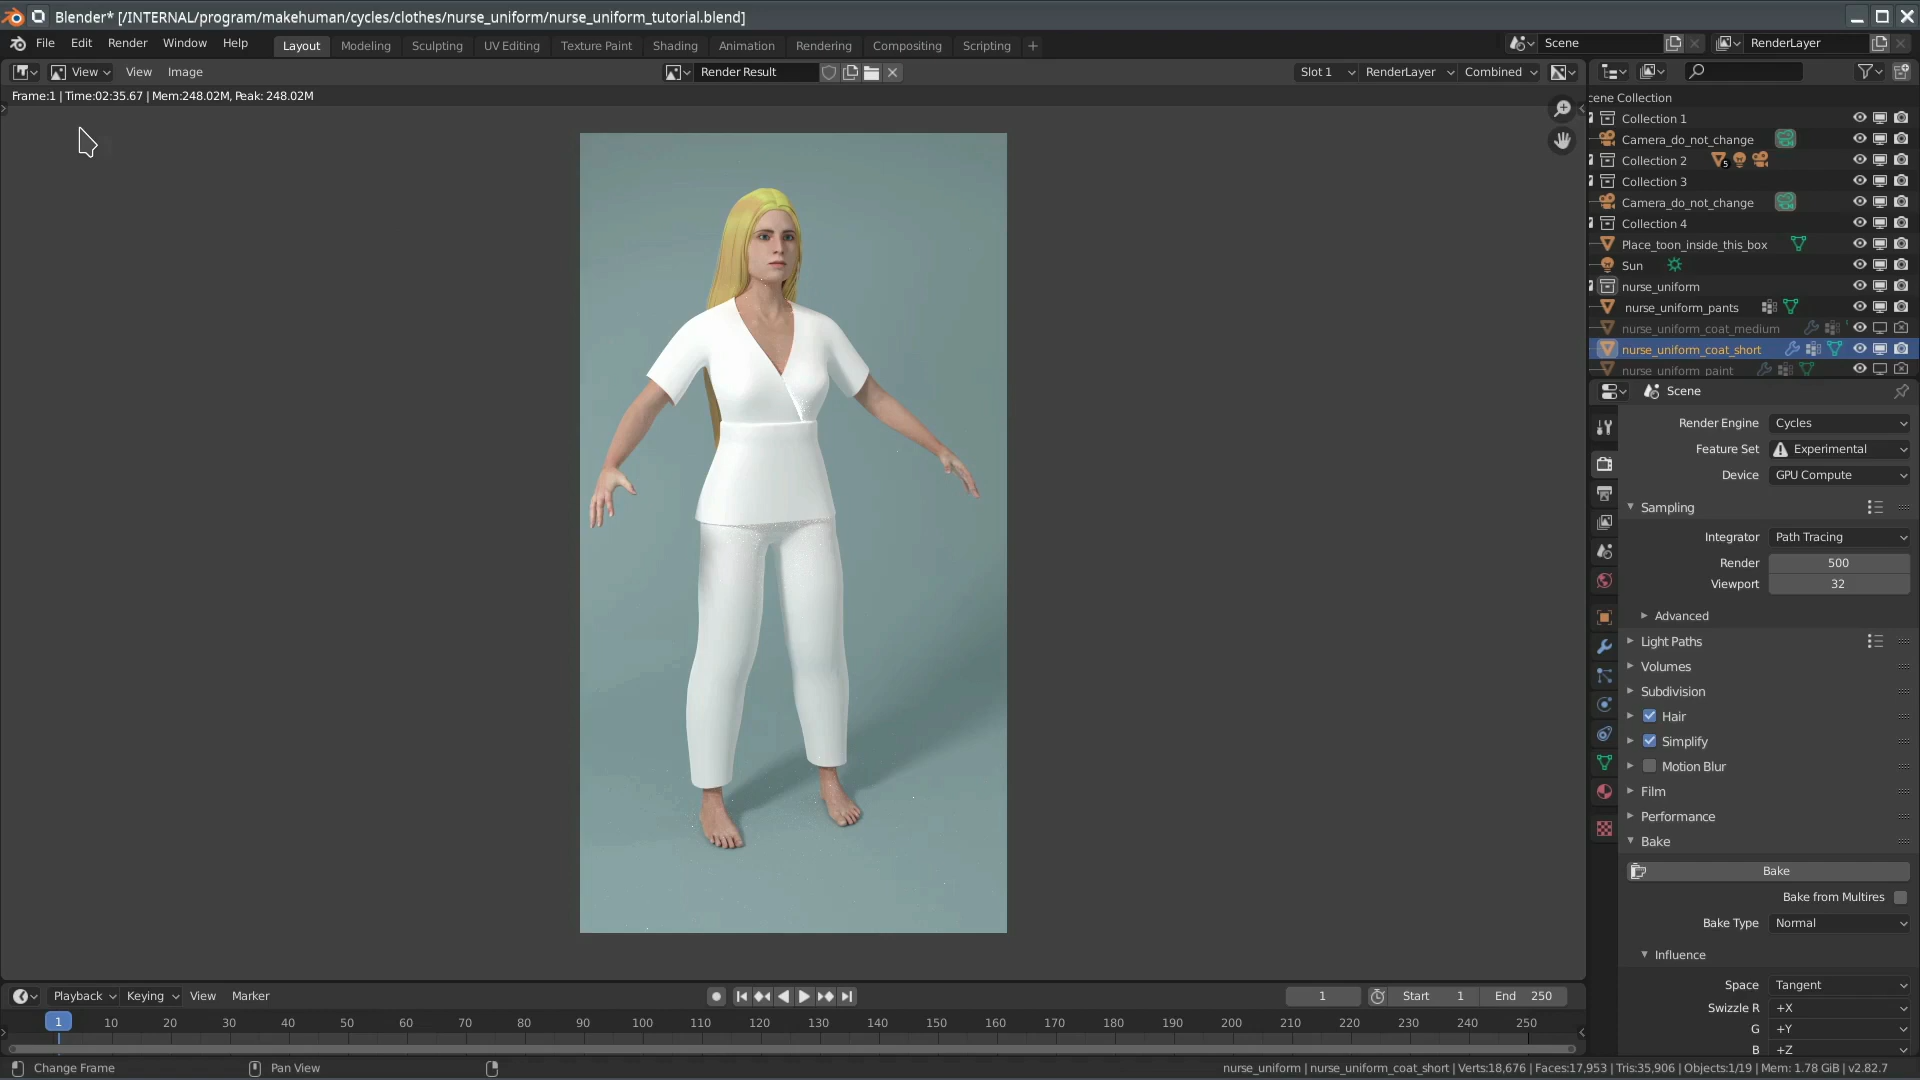 Blender* [/INTERNAL/program/makehuman/cycles/clothes/nurse_uniform/nurse_uniform_tutorial.blend]
File Edit Render Window Help Layout Modeling Sculpting UV Editing Texture Paint Shading Animation Rendering Compositing Scripting + Scene RenderLayer
View View Image Render Result Slot 1 RenderLayer Combined
Frame:1 | Time:02:35.67 | Mem:248.02M, Peak: 248.02M
cene Collection
Collection 1
Camera_do_not_change
Collection 2 5
Collection 3
Camera_do_not_change
Collection 4
Place_toon_inside_this_box
Sun
nurse_uniform
nurse_uniform_pants
nurse_uniform_coat_medium
nurse_uniform_coat_short
nurse_uniform_paint
Scene
Render Engine Cycles
Feature Set Experimental
Device GPU Compute
Sampling
Integrator Path Tracing
Render 500
Viewport 32
Advanced
Light Paths
Volumes
Subdivision
Hair
Simplify
Motion Blur
Film
Performance
Bake
Bake
Bake from Multires
Bake Type Normal
Influence
Space Tangent
Swizzle R +X
G +Y
B +Z
Playback Keying View Marker 1 Start 1 End 250
1 10 20 30 40 50 60 70 80 90 100 110 120 130 140 150 160 170 180 190 200 210 220 230 240 250
Change Frame Pan View nurse_uniform | nurse_uniform_coat_short | Verts:18,676 | Faces:17,953 | Tris:35,906 | Objects:1/19 | Mem: 1.78 GiB | v2.82.7